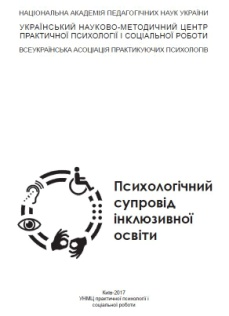 НАЦІОНАЛЬНА АКАДЕМІЯ ПЕДАГОГІЧНИХ НАУК УКРАЇНИ
УКРАЇНСЬКИЙ НАУКОВО-МЕТОДИЧНИЙ ЦЕНТР
ПРАКТИЧНОЇ ПСИХОЛОГІЇ І СОЦІАЛЬНОЇ РОБОТИ
ВСЕУКРАЇНСЬКА АСОЦІАЦІЯ ПРАКТИКУЮЧИХ ПСИХОЛОГІВ
Психологічний
супровід
інклюзивної
освіти
Київ-2017
УНМЦ практичної психології і
соціальної роботи